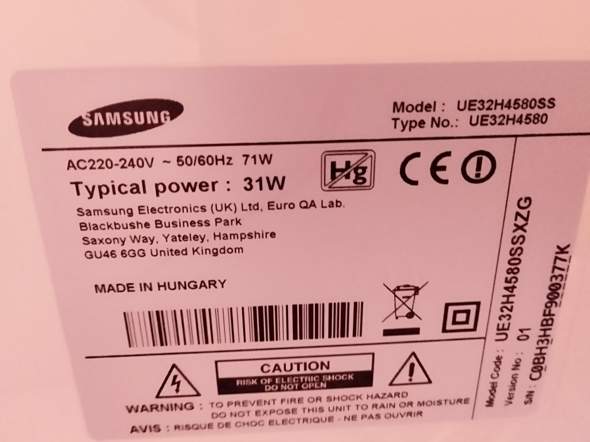 SAMSUNG
Model : UE32H4580SS
Type No.: UE32H4580
AC220-240V ~ 50/60Hz 71W
Typical power : 31W
Hg
CE
Samsung Electronics (UK) Ltd, Euro QA Lab.
Blackbushe Business Park
Saxony Way, Yateley, Hampshire
GU46 6GG United Kingdom
MADE IN HUNGARY
CAUTION
RISK OF ELECTRIC SHOCK
DO NOT OPEN
WARNING : TO PREVENT FIRE OR SHOCK HAZARD
DO NOT EXPOSE THIS UNIT TO RAIN OR MOISTURE
AVIS : RISQUE DE CHOC ELECTRIQUE - NE PAS OUVRIR
Model Code : UE32H4580SSXZG
Version No : 01
S/N : C0BH3HBF900377K